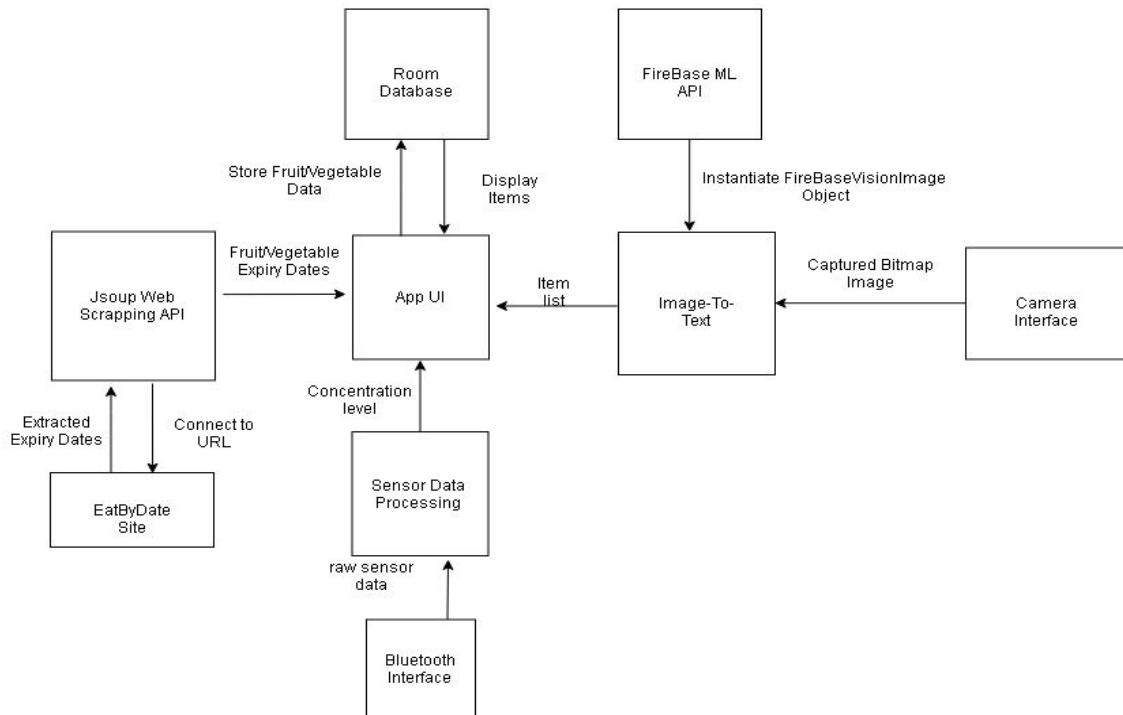 Room
Database
FireBase ML
API
Store Fruit/Vegetable
Data
Display
Items
Instantiate FireBaseVisionImage
Object
Jsoup Web
Scrapping API
Fruit/Vegetable
Expiry Dates
App UI
Item
list
Image-To-
Text
Captured Bitmap
Image
Camera
Interface
Extracted
Expiry Dates
Connect to
URL
Concentration
level
EatByDate
Site
Sensor Data
Processing
raw sensor
data
Bluetooth
Interface